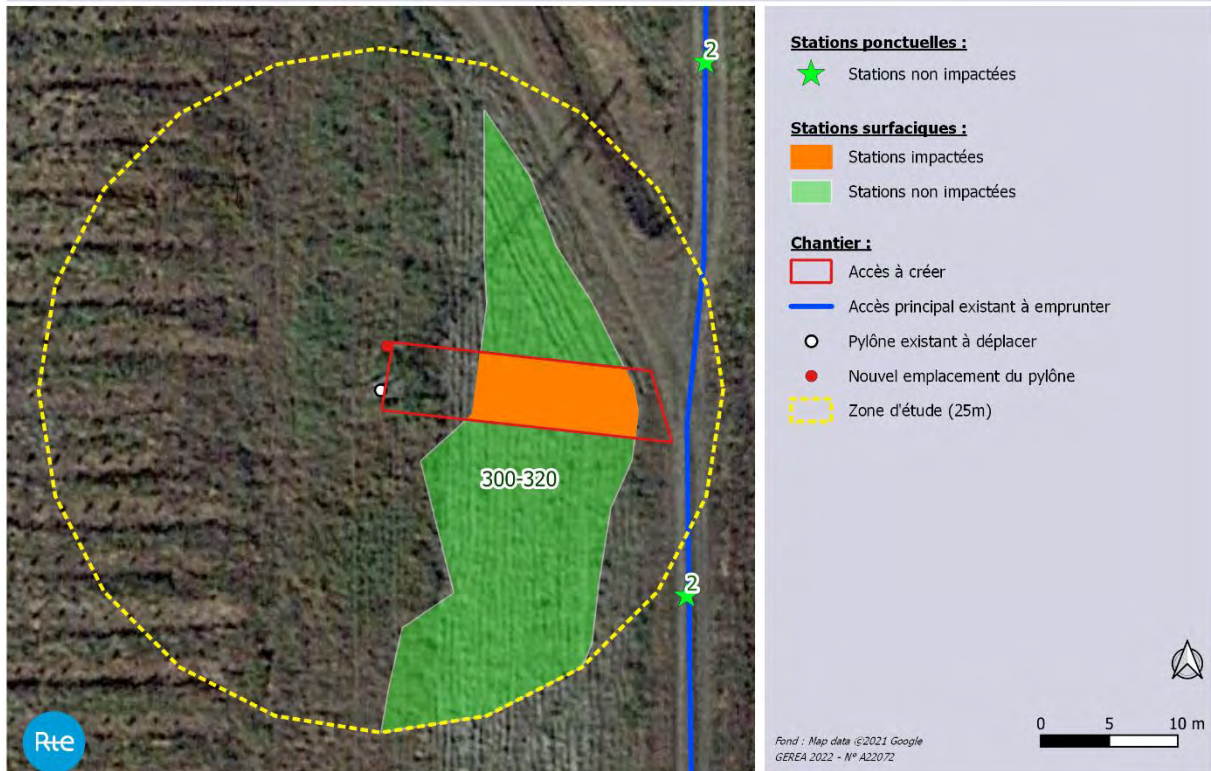 2
300-320
2
Rte
Stations ponctuelles :
Stations non impactées
Stations surfaciques :
Stations impactées
Stations non impactées
Chantier :
Accès à créer
Accès principal existant à emprunter
Pylône existant à déplacer
Nouvel emplacement du pylône
Zone d'étude (25m)
0 5 10 m
Fond : Map data ©2021 Google
GEREA 2022 - N° A22072